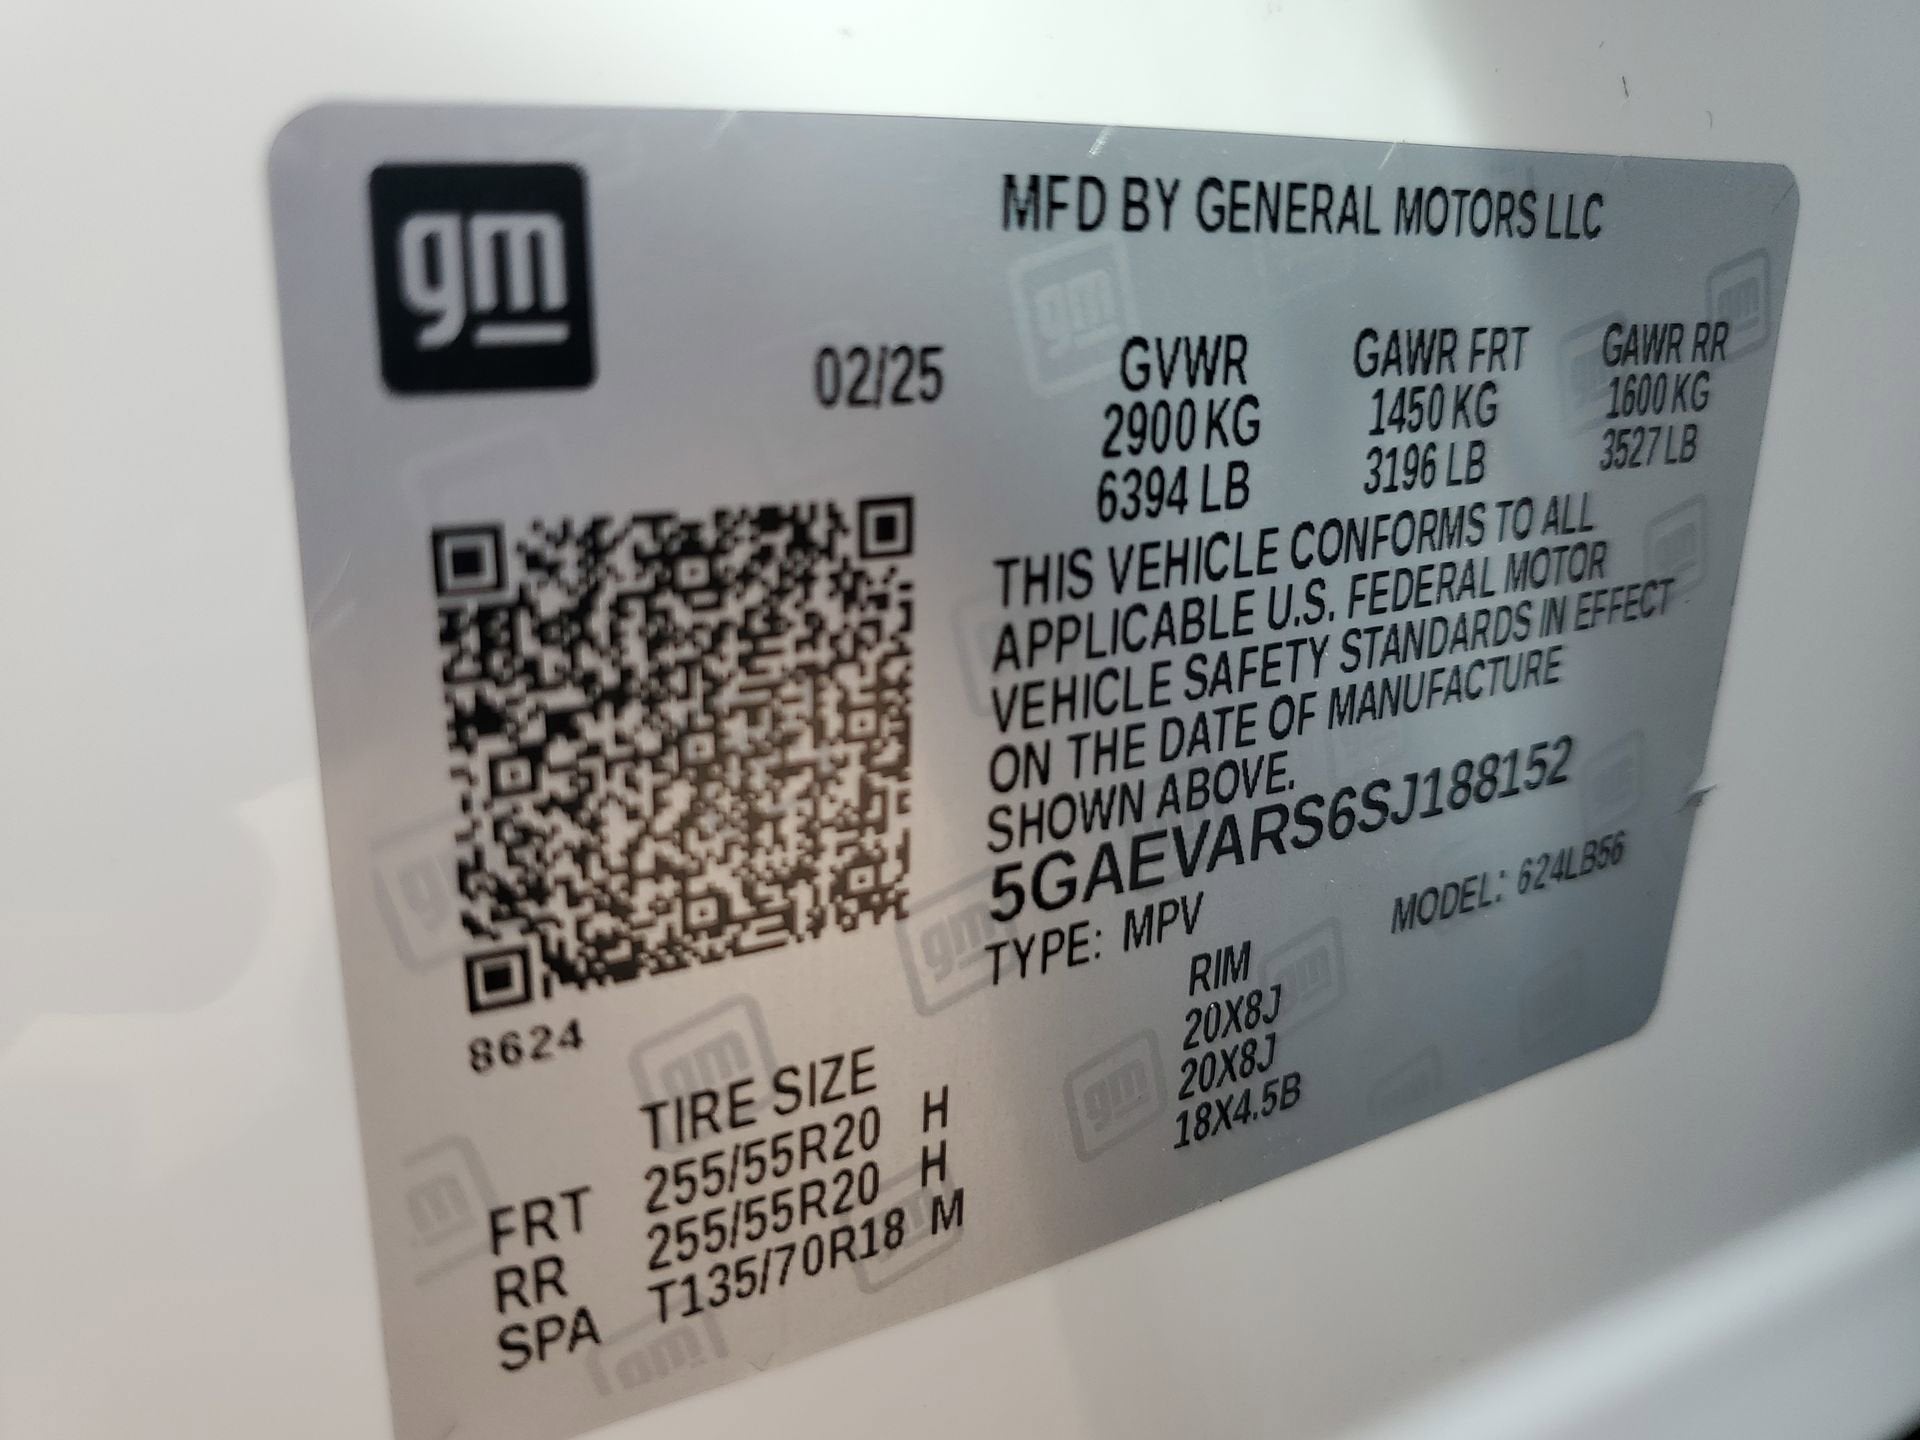 gm
MFD BY GENERAL MOTORS LLC
02/25
GVWR GAWR FRT GAWR RR
2900 KG 1450 KG 1600 KG
6394 LB 3196 LB 3527 LB
THIS VEHICLE CONFORMS TO ALL
APPLICABLE U.S. FEDERAL MOTOR
VEHICLE SAFETY STANDARDS IN EFFECT
ON THE DATE OF MANUFACTURE
SHOWN ABOVE.
5GAEVARS6SJ188152
TYPE: MPV MODEL: 624LB56
8624
TIRE SIZE RIM
FRT 255/55R20 H 20X8J
RR 255/55R20 H 20X8J
SPA T135/70R18 M 18X4.5B